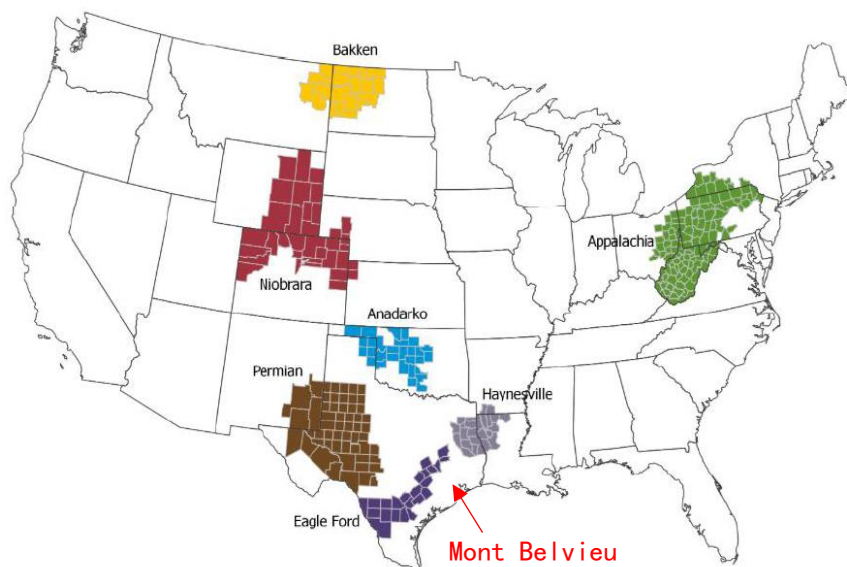 Bakken
Appalachia
Niobrara
Anadarko
Permian
Haynesville
Eagle Ford
Mont Belvieu